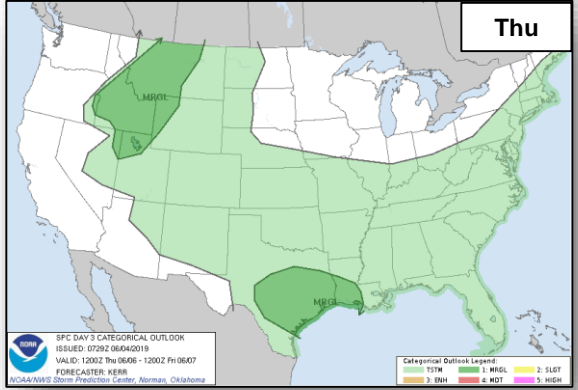 Thu
MRGL
MRGL
NOAA
SPC DAY 3 CATEGORICAL OUTLOOK
ISSUED: 0729Z 06/04/2019
VALID: 1200Z Thu 06/06 - 1200Z Fri 06/07
FORECASTER: KERR
NOAA/NWS Storm Prediction Center, Norman, Oklahoma
Categorical Outlook Legend:
TSTM 1: MRGL 2: SLGT
3: ENH 4: MDT 5: HIGH